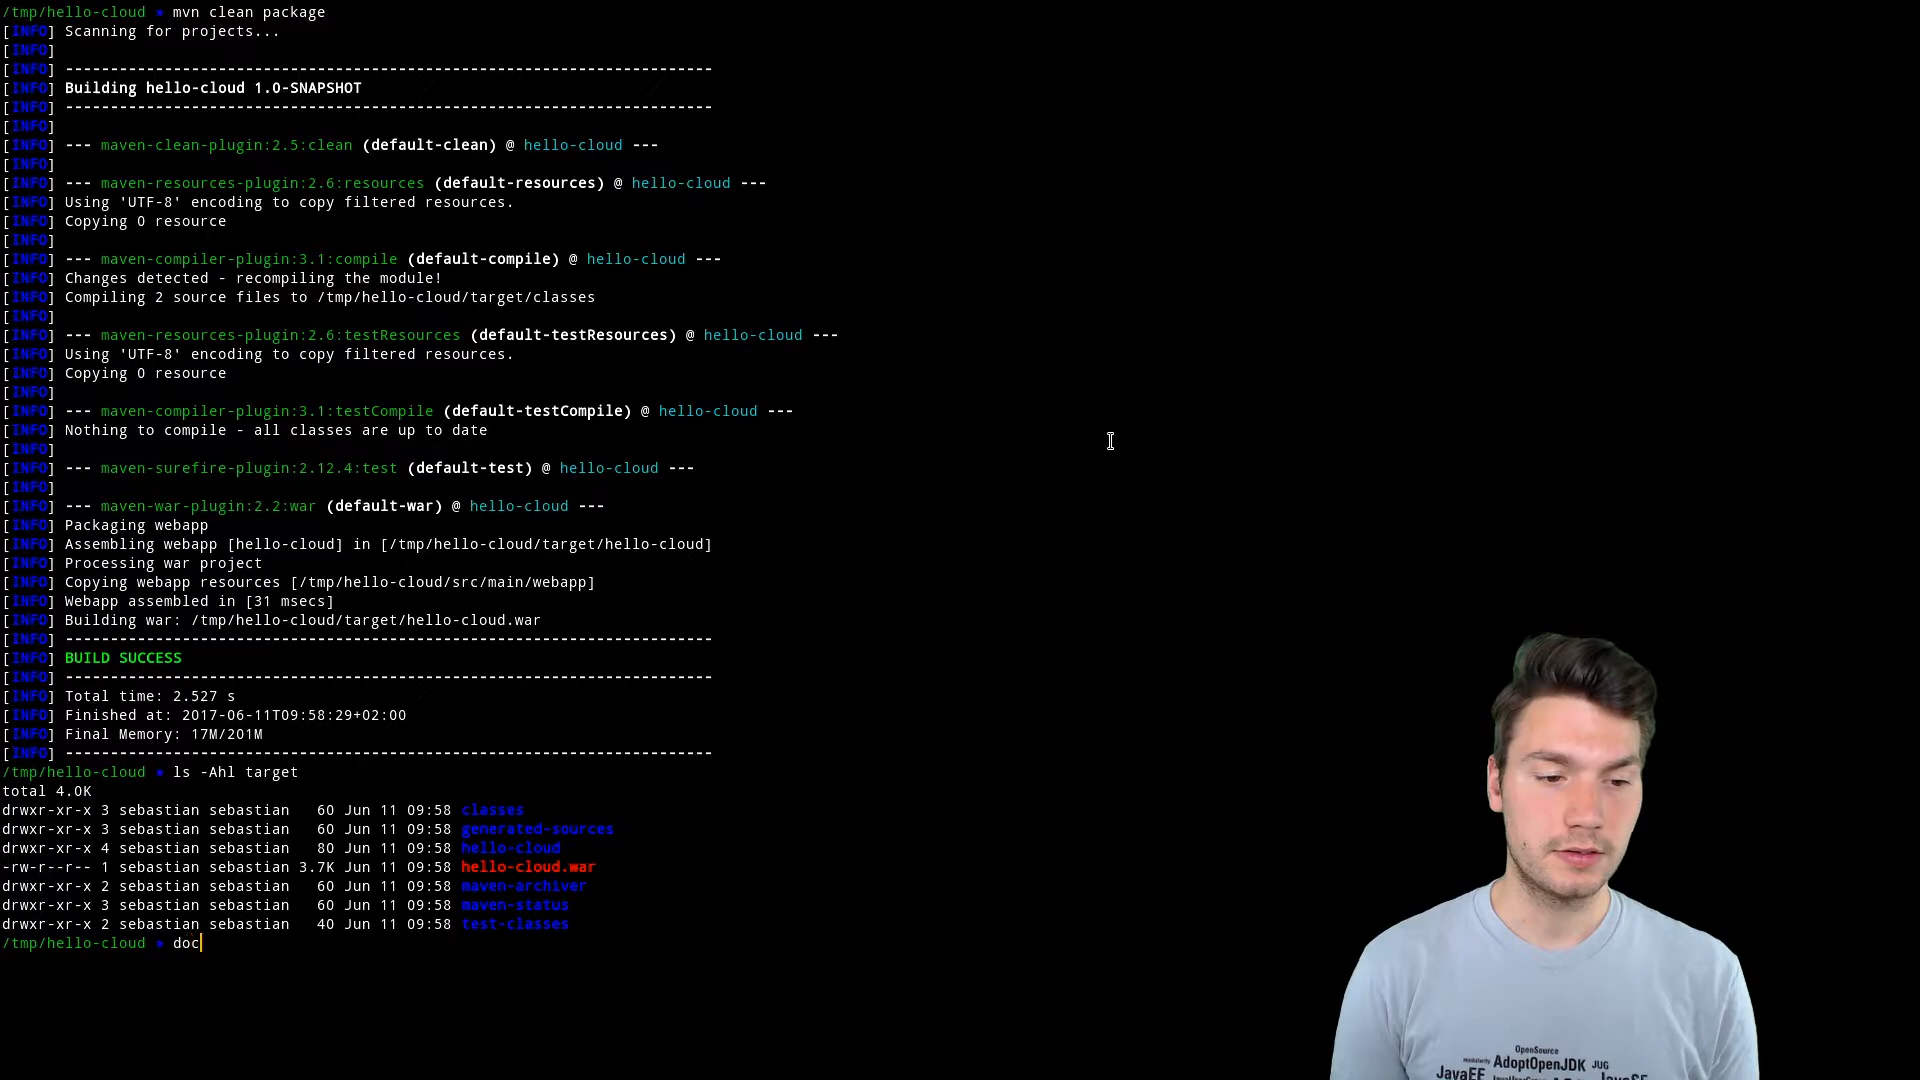 /tmp/hello-cloud * mvn clean package
[INFO] Scanning for projects...
[INFO]
[INFO] ------------------------------------------------------------------------
[INFO] Building hello-cloud 1.0-SNAPSHOT
[INFO] ------------------------------------------------------------------------
[INFO]
[INFO] --- maven-clean-plugin:2.5:clean (default-clean) @ hello-cloud ---
[INFO]
[INFO] --- maven-resources-plugin:2.6:resources (default-resources) @ hello-cloud ---
[INFO] Using 'UTF-8' encoding to copy filtered resources.
[INFO] Copying 0 resource
[INFO]
[INFO] --- maven-compiler-plugin:3.1:compile (default-compile) @ hello-cloud ---
[INFO] Changes detected - recompiling the module!
[INFO] Compiling 2 source files to /tmp/hello-cloud/target/classes
[INFO]
[INFO] --- maven-resources-plugin:2.6:testResources (default-testResources) @ hello-cloud ---
[INFO] Using 'UTF-8' encoding to copy filtered resources.
[INFO] Copying 0 resource
[INFO]
[INFO] --- maven-compiler-plugin:3.1:testCompile (default-testCompile) @ hello-cloud ---
[INFO] Nothing to compile - all classes are up to date
[INFO]
[INFO] --- maven-surefire-plugin:2.12.4:test (default-test) @ hello-cloud ---
[INFO]
[INFO] --- maven-war-plugin:2.2:war (default-war) @ hello-cloud ---
[INFO] Packaging webapp
[INFO] Assembling webapp [hello-cloud] in [/tmp/hello-cloud/target/hello-cloud]
[INFO] Processing war project
[INFO] Copying webapp resources [/tmp/hello-cloud/src/main/webapp]
[INFO] Webapp assembled in [31 msecs]
[INFO] Building war: /tmp/hello-cloud/target/hello-cloud.war
[INFO] ------------------------------------------------------------------------
[INFO] BUILD SUCCESS
[INFO] ------------------------------------------------------------------------
[INFO] Total time: 2.527 s
[INFO] Finished at: 2017-06-11T09:58:29+02:00
[INFO] Final Memory: 17M/201M
[INFO] ------------------------------------------------------------------------
/tmp/hello-cloud * ls -Ahl target
total 4.0K
drwxr-xr-x 3 sebastian sebastian   60 Jun 11 09:58 classes
drwxr-xr-x 3 sebastian sebastian   60 Jun 11 09:58 generated-sources
drwxr-xr-x 4 sebastian sebastian   80 Jun 11 09:58 hello-cloud
-rw-r--r-- 1 sebastian sebastian 3.7K Jun 11 09:58 hello-cloud.war
drwxr-xr-x 2 sebastian sebastian   60 Jun 11 09:58 maven-archiver
drwxr-xr-x 3 sebastian sebastian   60 Jun 11 09:58 maven-status
drwxr-xr-x 2 sebastian sebastian   40 Jun 11 09:58 test-classes
/tmp/hello-cloud * doc
OpenSource
AdoptOpenJDK JUG
JavaEE